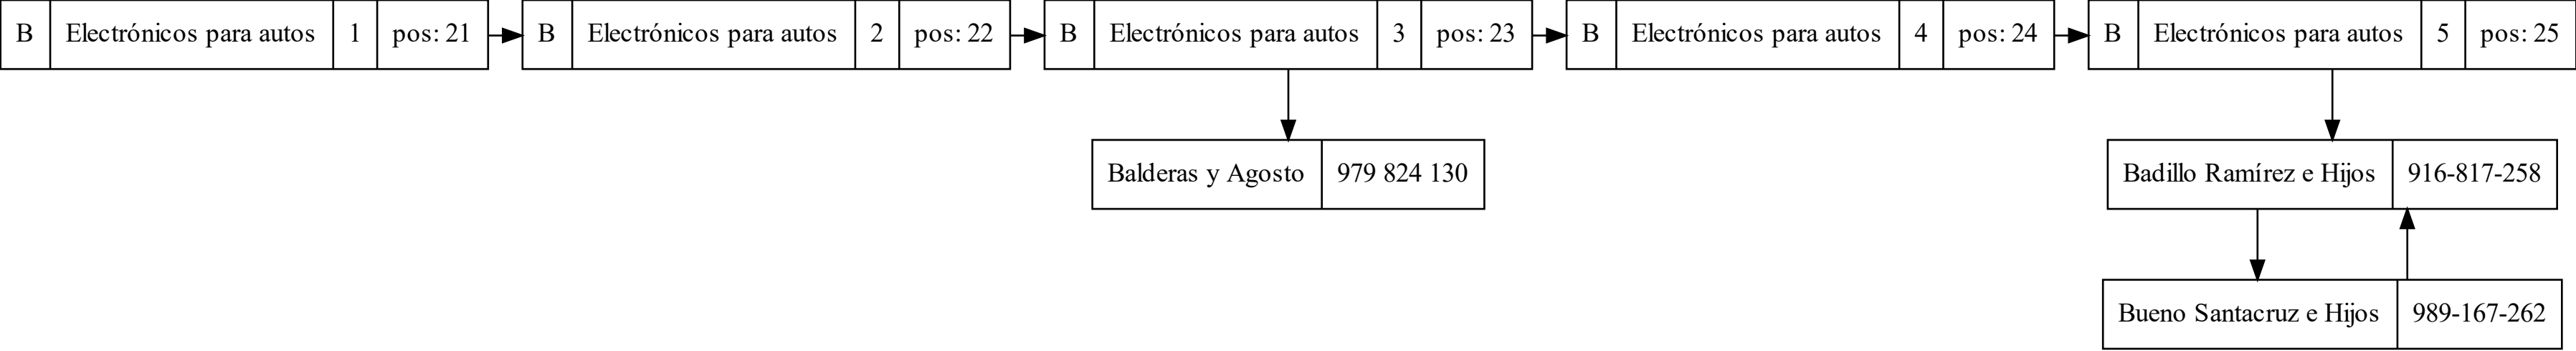 B Electrónicos para autos 1 pos: 21
B Electrónicos para autos 2 pos: 22
B Electrónicos para autos 3 pos: 23
B Electrónicos para autos 4 pos: 24
B Electrónicos para autos 5 pos: 25
Balderas y Agosto 979 824 130
Badillo Ramírez e Hijos 916-817-258
Bueno Santacruz e Hijos 989-167-262